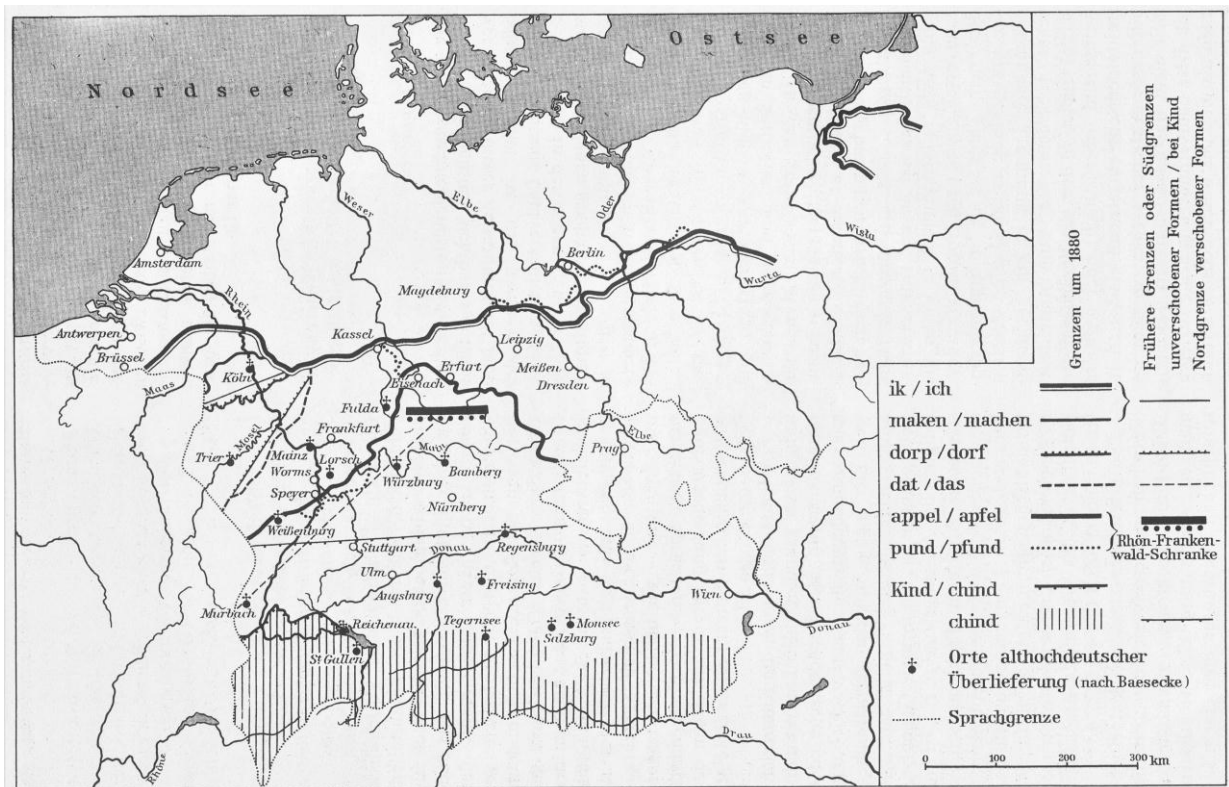 Nordsee
Ostsee
Weser
Elbe
Oder
Wisła
Amsterdam
Rhein
Berlin
Magdeburg
Warta
Antwerpen
Brüssel
Maas
Köln
Kassel
Leipzig
Meißen
Dresden
Eisenach
Erfurt
Fulda
Frankfurt
Mosel
Trier
Mainz
Lorsch
Worms
Speyer
Main
Würzburg
Bamberg
Nürnberg
Prag
Elbe
Weißenburg
Stuttgart
Donau
Regensburg
Ulm
Augsburg
Freising
Wien
Donau
Murbach
Reichenau
Tegernsee
Salzburg
Monsee
St. Gallen
Rhône
Drau
Grenzen um 1880
Frühere Grenzen oder Südgrenzen
unverschobener Formen / bei Kind
Nordgrenze verschobener Formen
ik / ich
maken / machen
dorp / dorf
dat / das
appel / apfel
pund / pfund
Rhön-Franken-
wald-Schranke
Kind / chind
chind
Orte althochdeutscher
Überlieferung (nach Baesecke)
Sprachgrenze
0 100 200 300 km